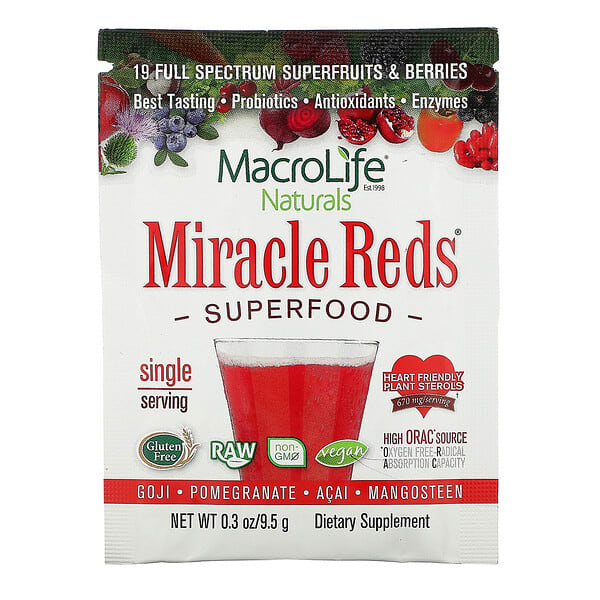 19 FULL SPECTRUM SUPERFRUITS & BERRIES
Best Tasting • Probiotics • Antioxidants • Enzymes
MacroLife®
Est.1998
Naturals
Miracle Reds®
– SUPERFOOD –
single
serving
HEART FRIENDLY
PLANT STEROLS
670 mg/serving†
Gluten
Free
RAW
non-
GMO
vegan
HIGH ORAC* SOURCE
*OXYGEN FREE-RADICAL
ABSORPTION CAPACITY
GOJI • POMEGRANATE • AÇAI • MANGOSTEEN
NET WT 0.3 oz/9.5 g Dietary Supplement